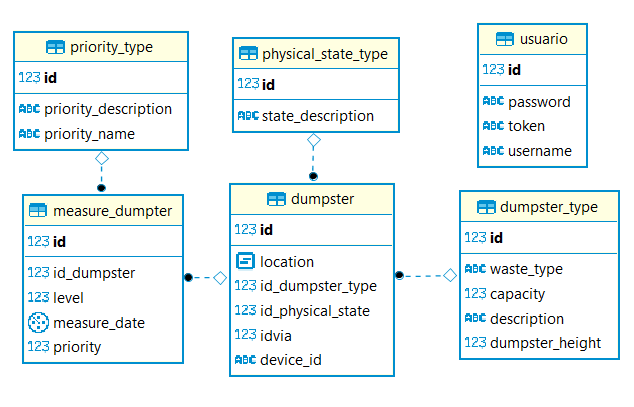 priority_type
123 id
ABC priority_description
ABC priority_name
physical_state_type
123 id
ABC state_description
usuario
123 id
ABC password
ABC token
ABC username
measure_dumpter
123 id
123 id_dumpster
123 level
measure_date
123 priority
dumpster
123 id
location
123 id_dumpster_type
123 id_physical_state
123 idvia
ABC device_id
dumpster_type
123 id
ABC waste_type
123 capacity
ABC description
123 dumpster_height